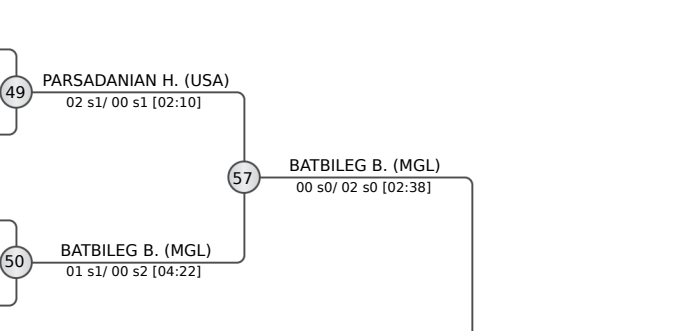 49
PARSADANIAN H. (USA)
02 s1/ 00 s1 [02:10]
57
BATBILEG B. (MGL)
00 s0/ 02 s0 [02:38]
50
BATBILEG B. (MGL)
01 s1/ 00 s2 [04:22]